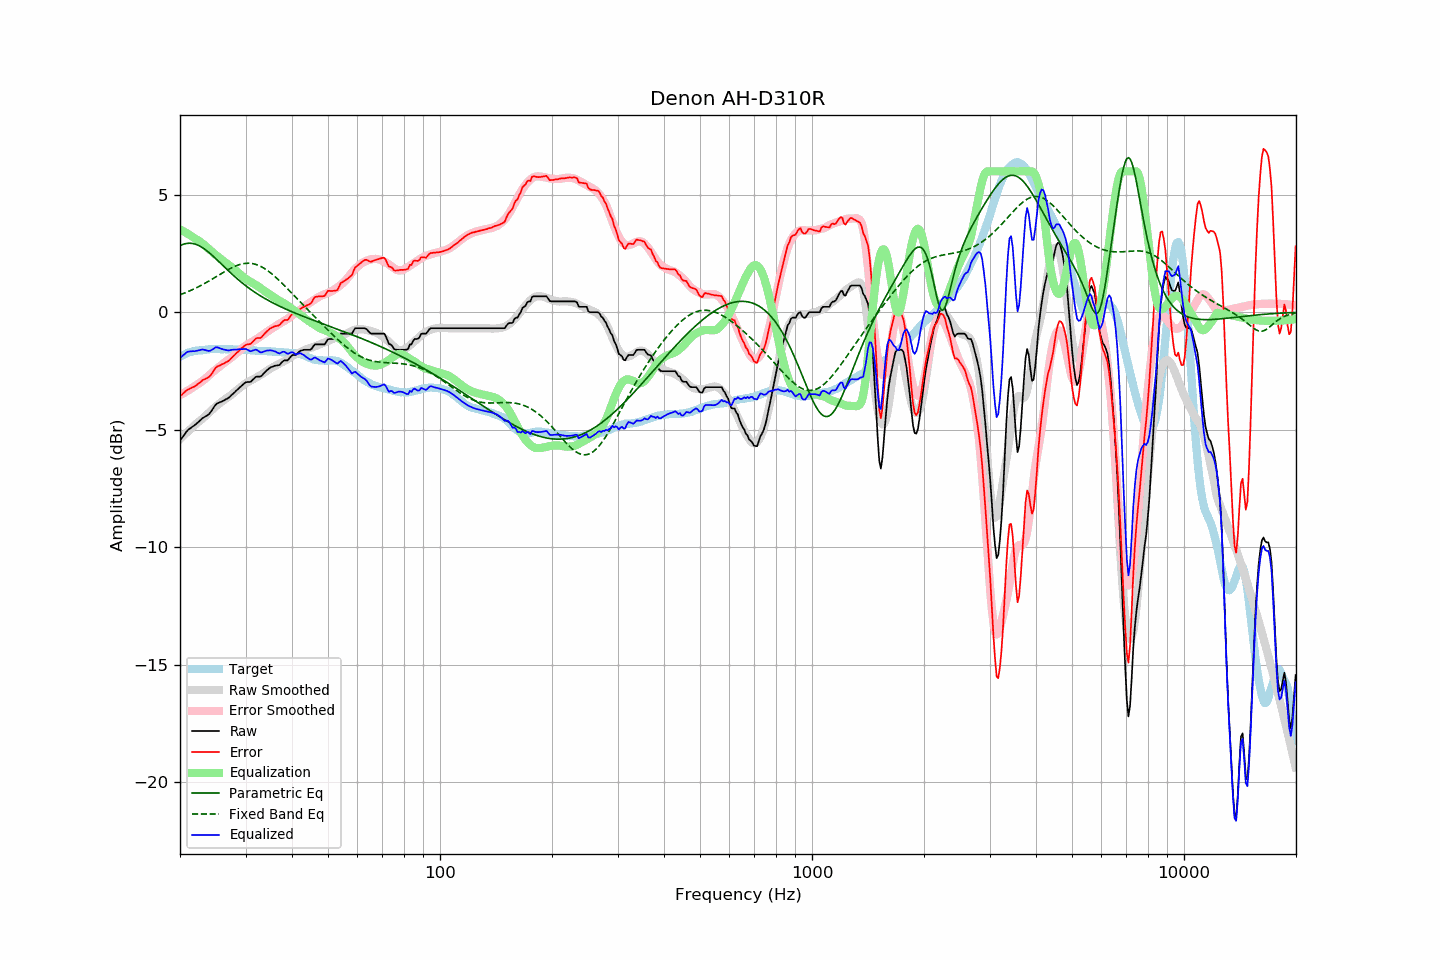 Denon AH-D310R
Amplitude (dBr)
5
0
−5
−10
−15
−20
Target
Raw Smoothed
Error Smoothed
Raw
Error
Equalization
Parametric Eq
Fixed Band Eq
Equalized
100
1000
10000
Frequency (Hz)